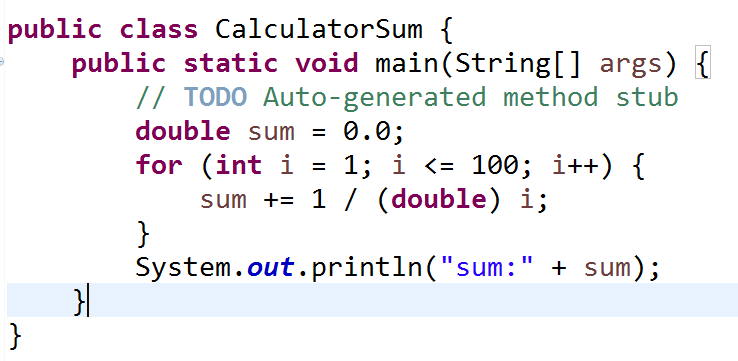 public class CalculatorSum {
    public static void main(String[] args) {
        // TODO Auto-generated method stub
        double sum = 0.0;
        for (int i = 1; i <= 100; i++) {
            sum += 1 / (double) i;
        }
        System.out.println("sum:" + sum);
    }
}